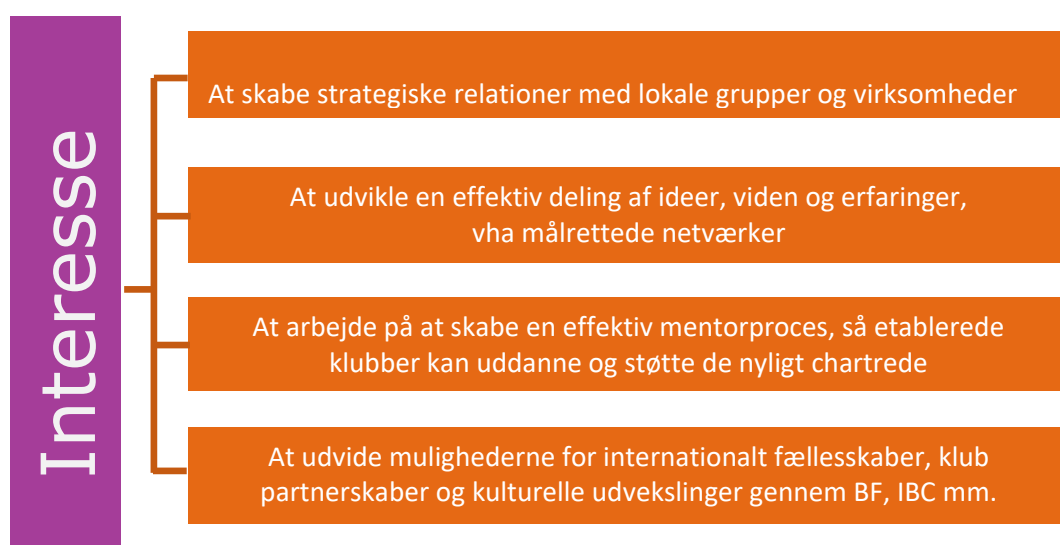 Interesse
At skabe strategiske relationer med lokale grupper og virksomheder
At udvikle en effektiv deling af ideer, viden og erfaringer,
vha målrettede netværker
At arbejde på at skabe en effektiv mentorproces, så etablerede
klubber kan uddanne og støtte de nyligt chartrede
At udvide mulighederne for internationalt fællesskaber, klub
partnerskaber og kulturelle udvekslinger gennem BF, IBC mm.